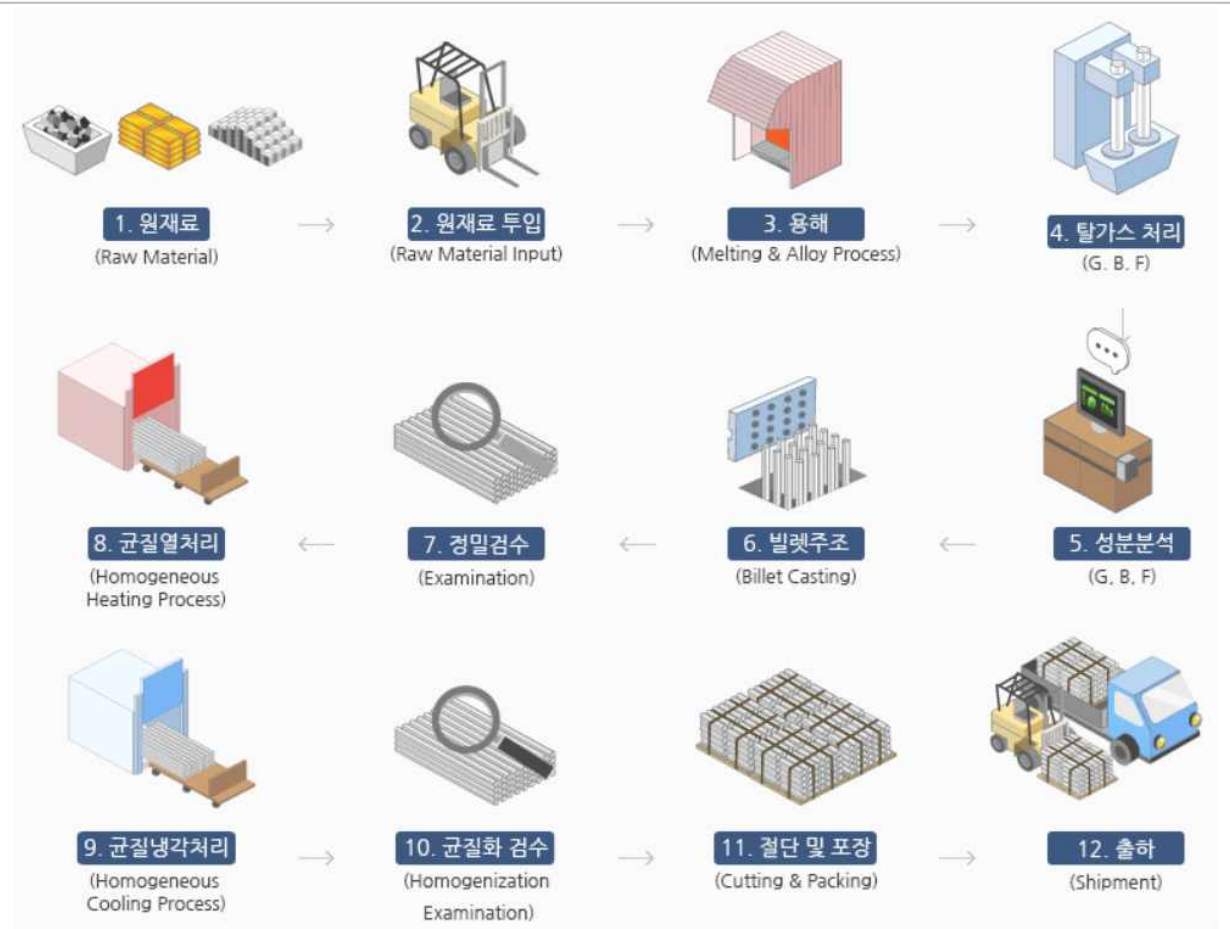 1. 원재료
(Raw Material)
2. 원재료 투입
(Raw Material Input)
3. 용해
(Melting & Alloy Process)
4. 탈가스 처리
(G. B. F)
5. 성분분석
(G, B, F)
6. 빌렛주조
(Billet Casting)
7. 정밀검수
(Examination)
8. 균질열처리
(Homogeneous
Heating Process)
9. 균질냉각처리
(Homogeneous
Cooling Process)
10. 균질화 검수
(Homogenization
Examination)
11. 절단 및 포장
(Cutting & Packing)
12. 출하
(Shipment)